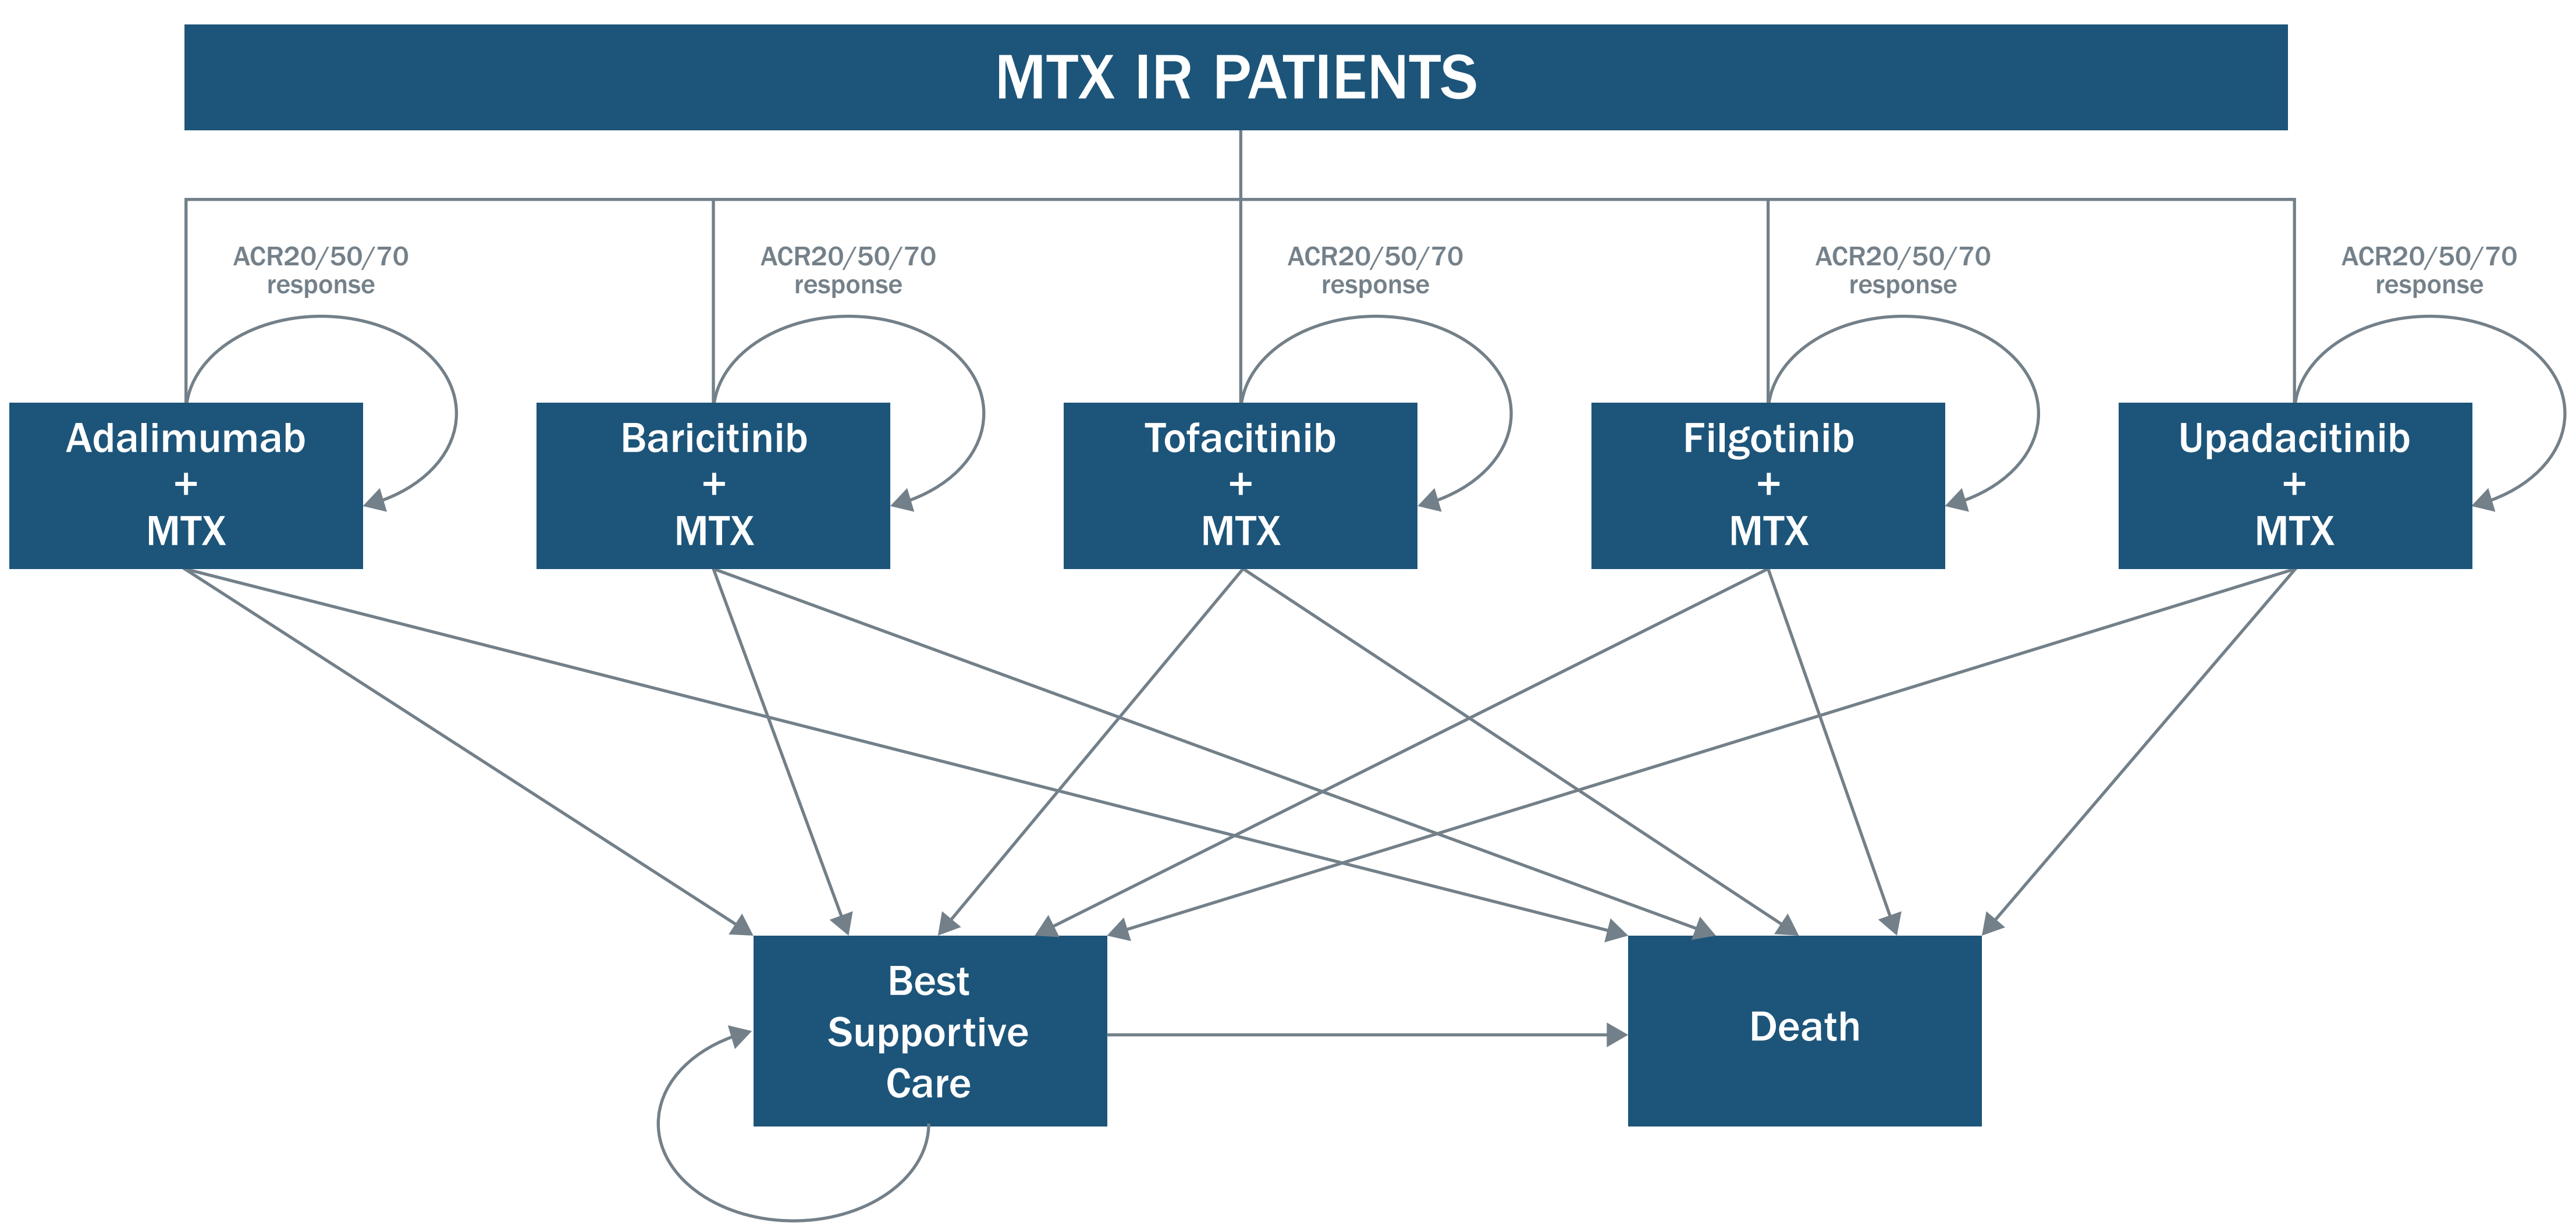 MTX IR PATIENTS
ACR20/50/70
response
ACR20/50/70
response
ACR20/50/70
response
ACR20/50/70
response
ACR20/50/70
response
Adalimumab
+
MTX
Baricitinib
+
MTX
Tofacitinib
+
MTX
Filgotinib
+
MTX
Upadacitinib
+
MTX
Best
Supportive
Care
Death